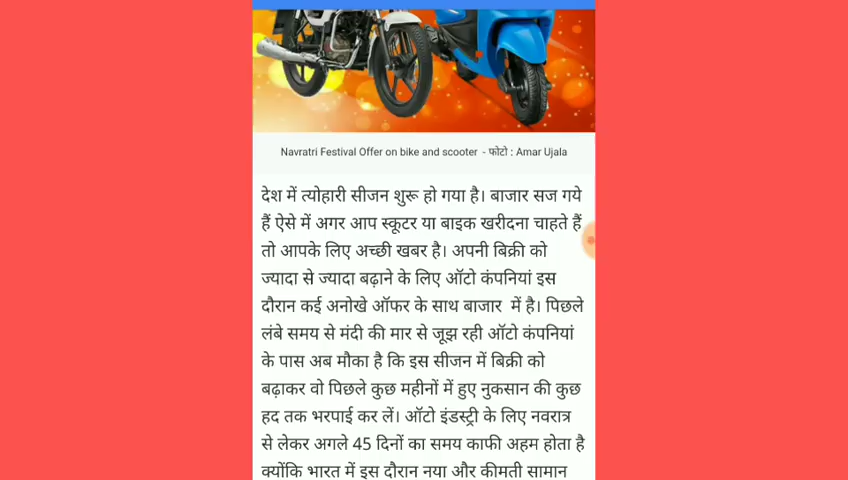 Navratri Festival Offer on bike and scooter - फोटो : Amar Ujala
देश में त्योहारी सीजन शुरू हो गया है। बाजार सज गये
हैं ऐसे में अगर आप स्कूटर या बाइक खरीदना चाहते हैं
तो आपके लिए अच्छी खबर है। अपनी बिक्री को
ज्यादा से ज्यादा बढ़ाने के लिए ऑटो कंपनियां इस
दौरान कई अनोखे ऑफर के साथ बाजार में है। पिछले
लंबे समय से मंदी की मार से जूझ रही ऑटो कंपनियां
के पास अब मौका है कि इस सीजन में बिक्री को
बढ़ाकर वो पिछले कुछ महीनों में हुए नुकसान की कुछ
हद तक भरपाई कर लें। ऑटो इंडस्ट्री के लिए नवरात्र
से लेकर अगले 45 दिनों का समय काफी अहम होता है
क्योंकि भारत में इस दौरान नया और कीमती सामान